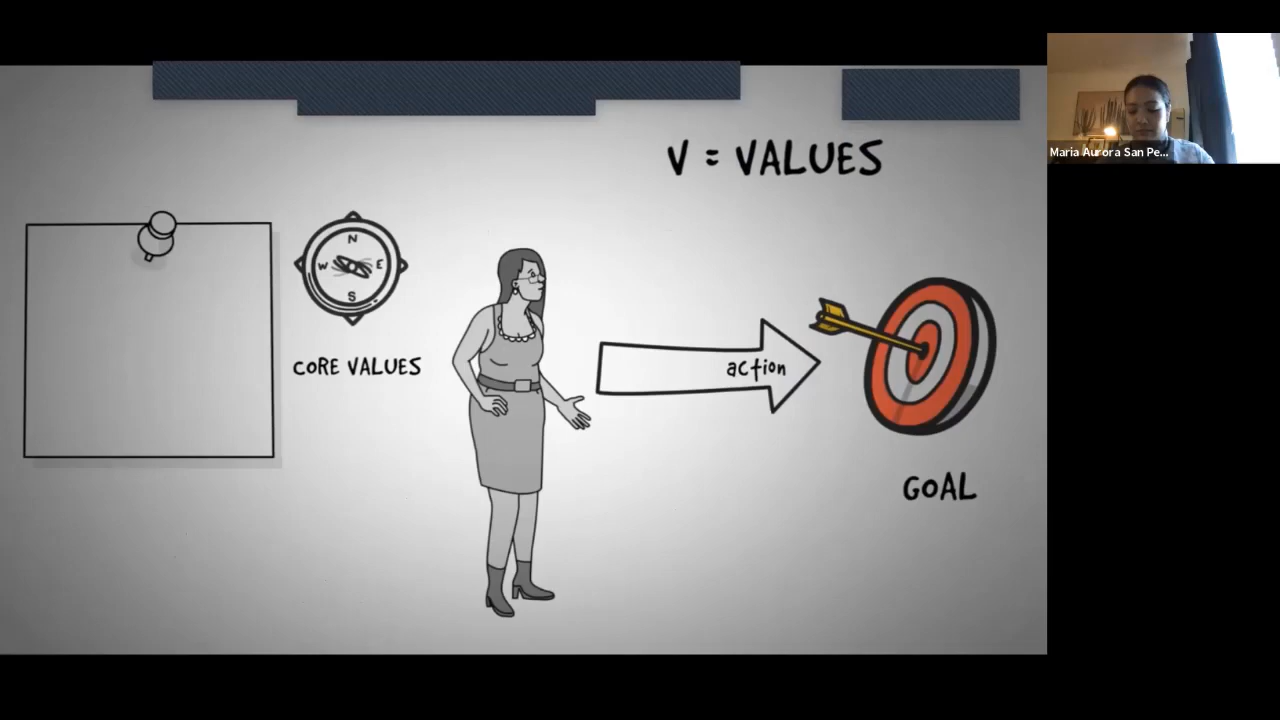 V = VALUES
N
W E
S
CORE VALUES
action
GOAL
Maria Aurora San Pe...